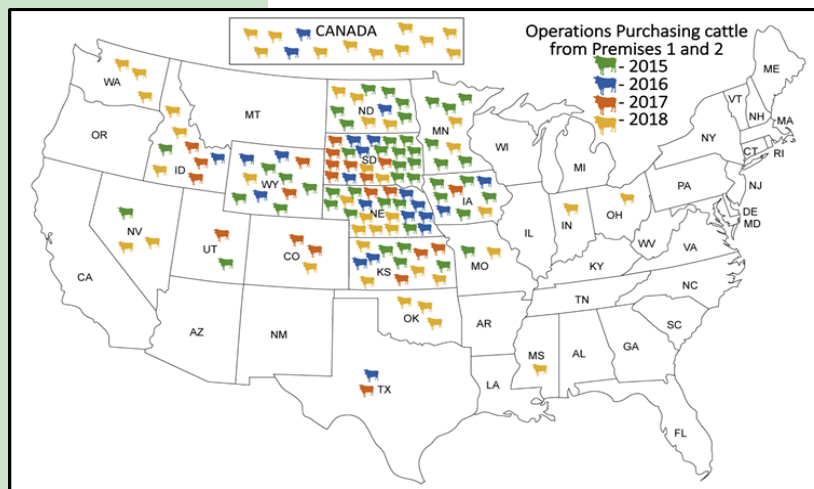 CANADA
Operations Purchasing cattle
from Premises 1 and 2
- 2015
- 2016
- 2017
- 2018
WA
MT
ND
MN
ME
VT
NH
MA
OR
ID
WY
SD
WI
MI
NY
CT
RI
NV
UT
CO
NE
IA
IL
IN
OH
PA
NJ
DE
MD
CA
KS
MO
KY
WV
VA
AZ
NM
OK
AR
TN
NC
SC
TX
LA
MS
AL
GA
FL